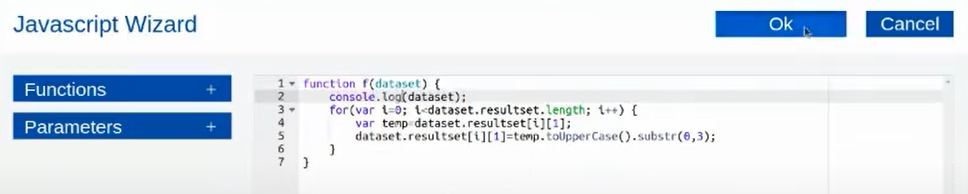 Javascript Wizard
Ok
Cancel
Functions +
Parameters +
1 function f(dataset) {
2 console.log(dataset);
3 for(var i=0; i<dataset.resultset.length; i++) {
4 var temp=dataset.resultset[i][1];
5 dataset.resultset[i][1]=temp.toUpperCase().substr(0,3);
6 }
7 }